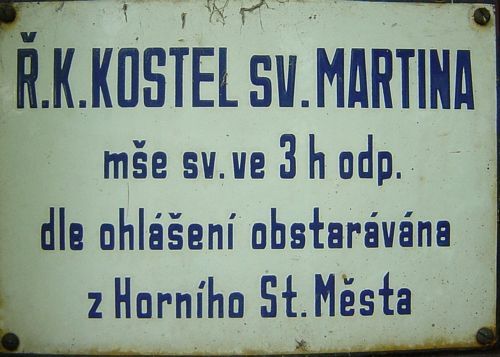 Ř.K.KOSTEL SV.MARTINA
mše sv.ve 3 h odp.
dle ohlášení obstarávána
z Horního St.Města